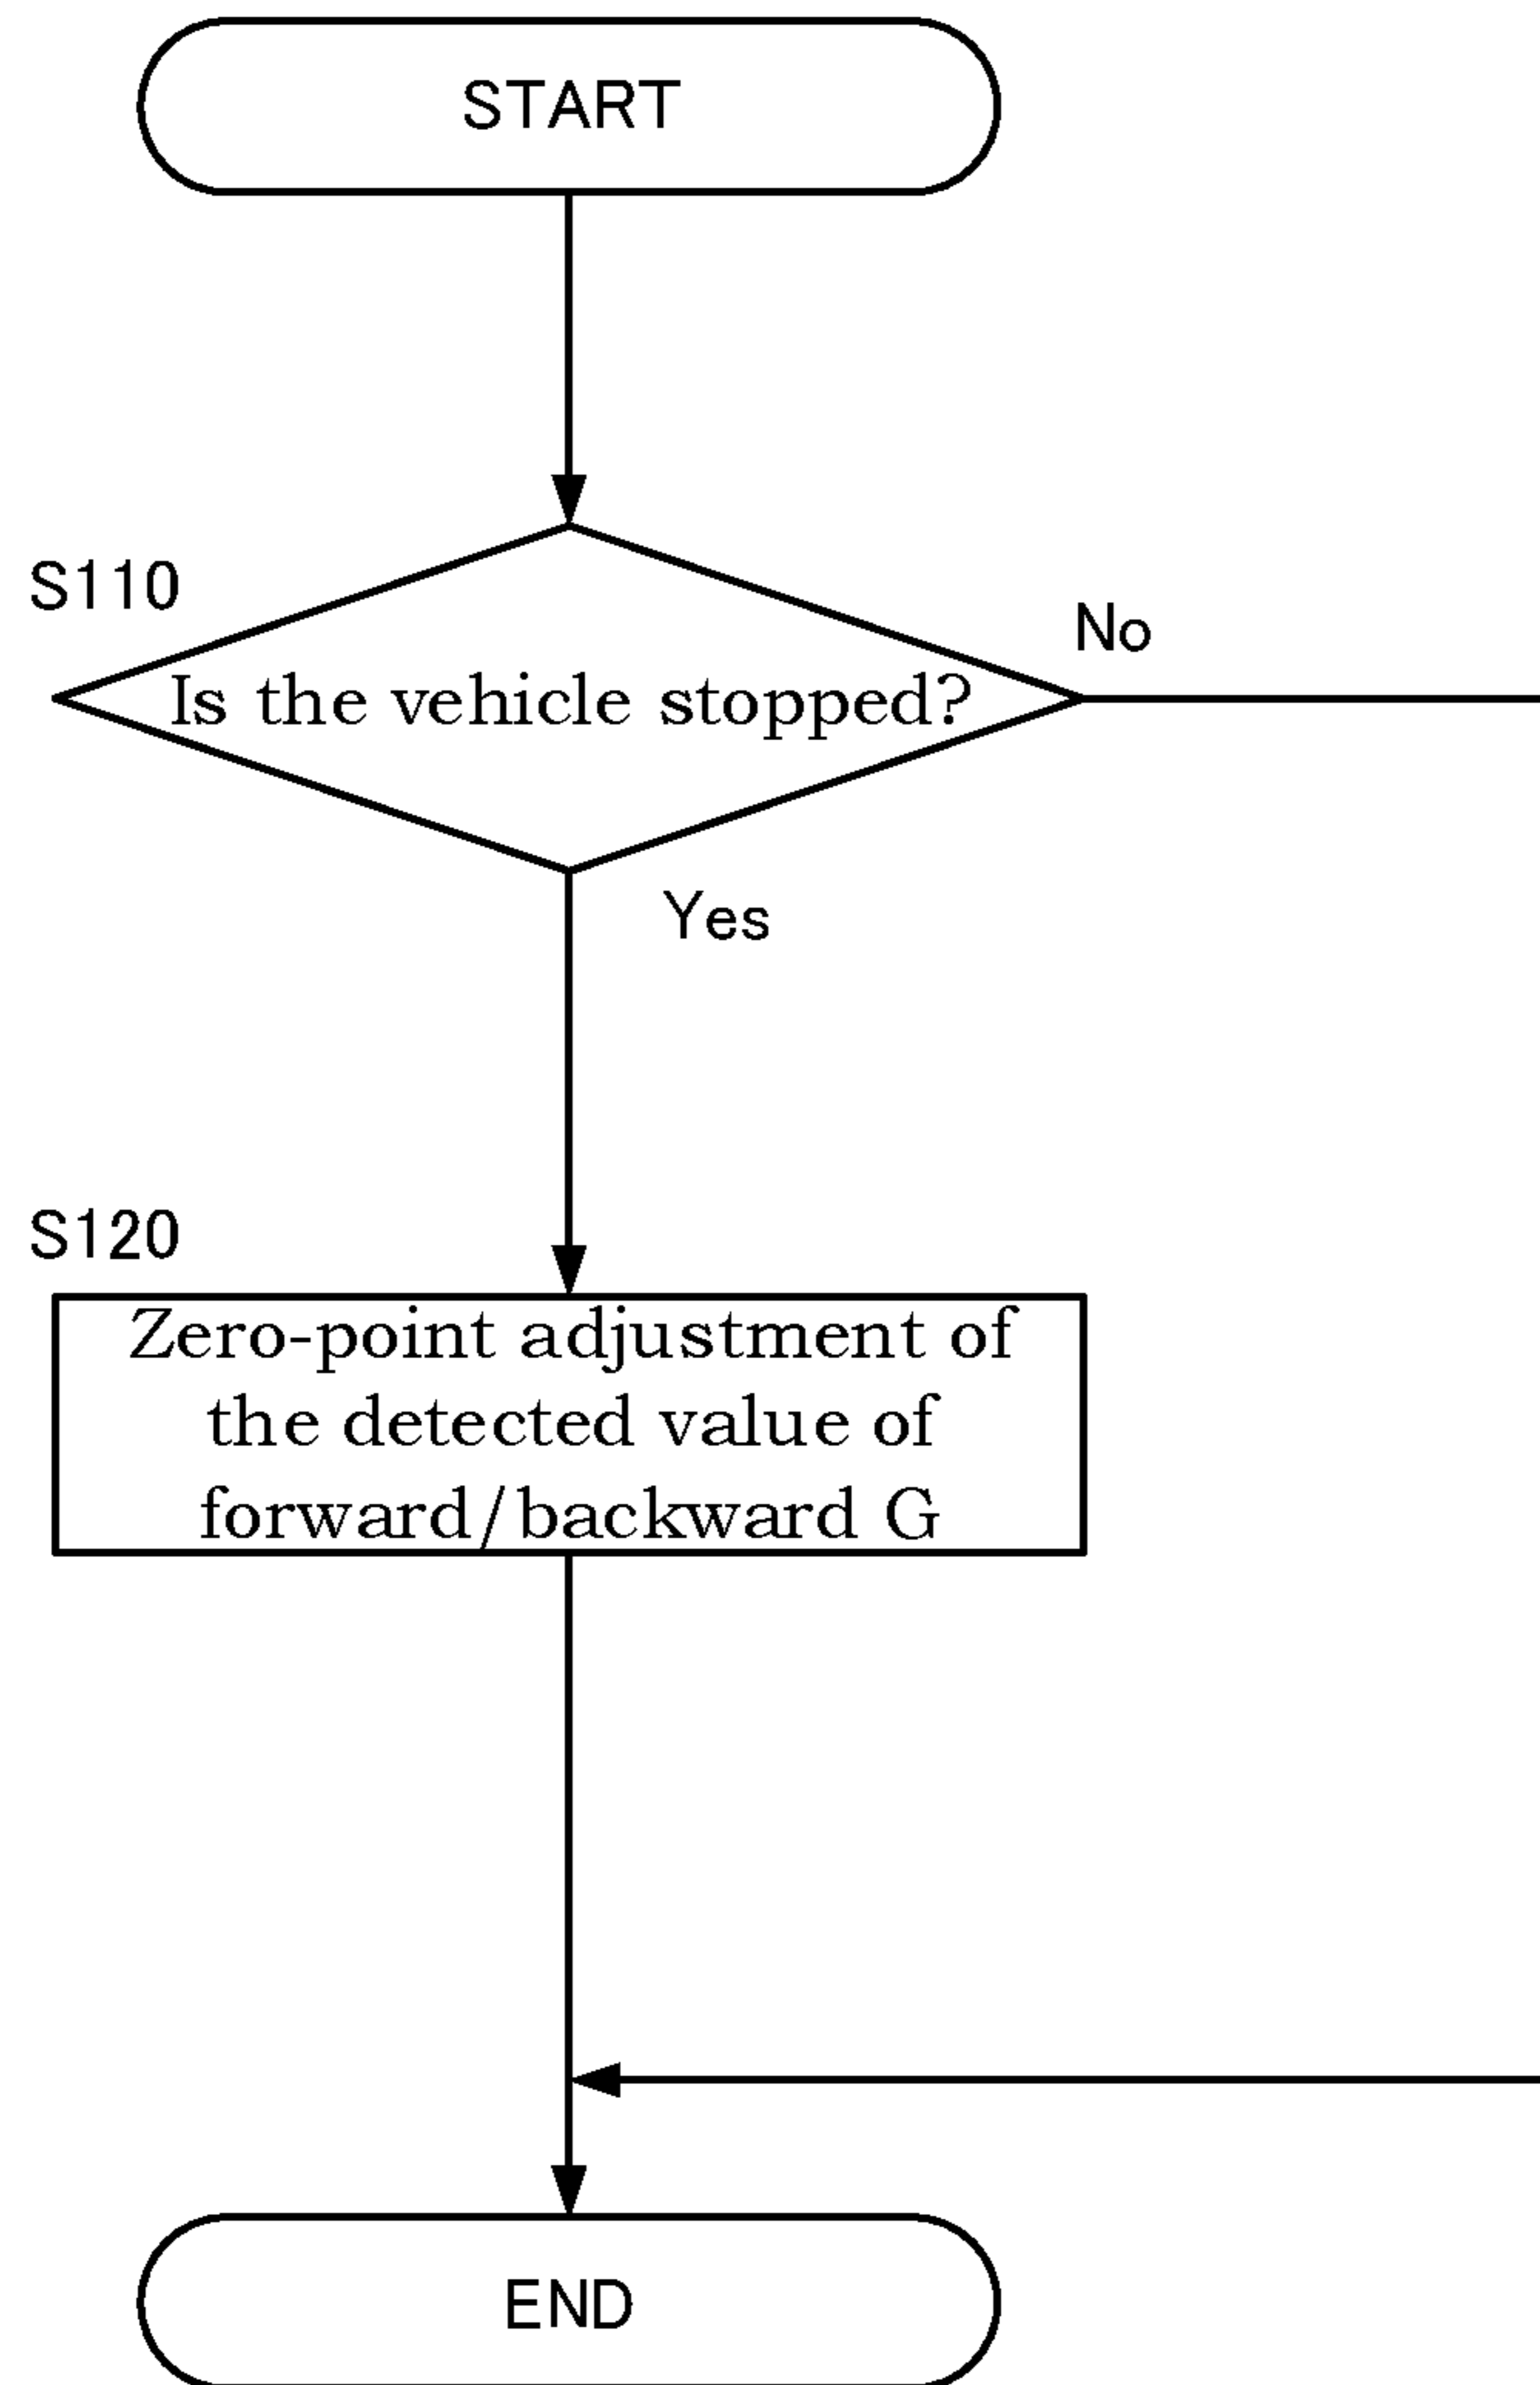 START
S110
No
Is the vehicle stopped?
Yes
S120
Zero-point adjustment of
the detected value of
forward/backward G
END